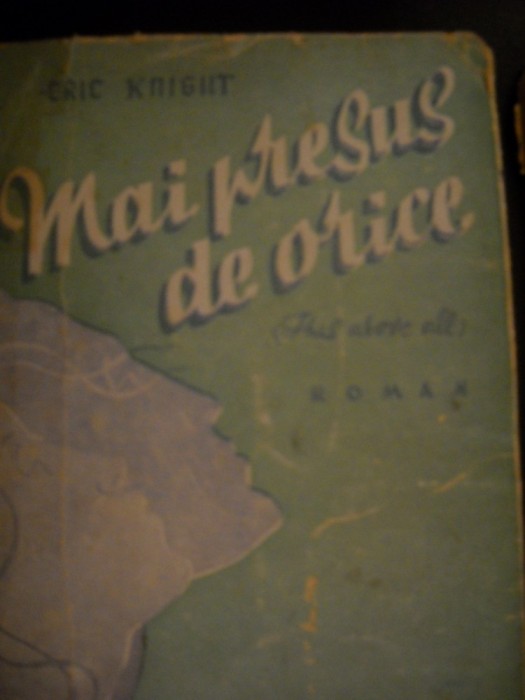 ERIC KNIGHT
Mai presus
de orice
(This above all)
ROMAN